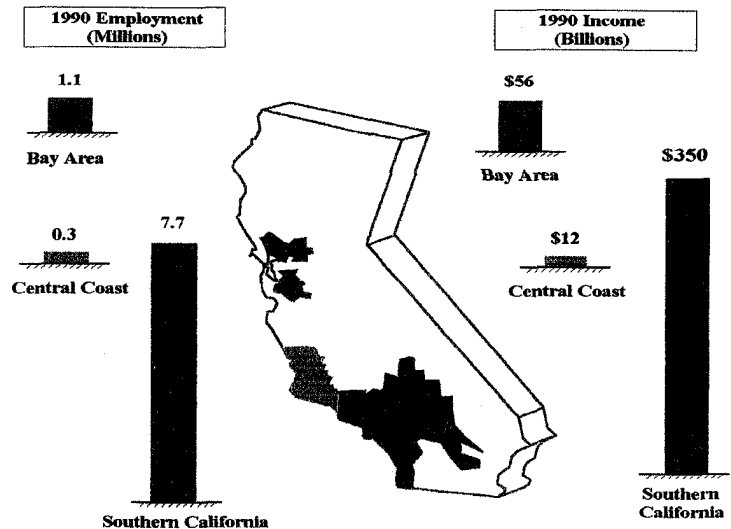 1990 Employment
(Millions)
1.1
Bay Area
0.3
Central Coast
7.7
Southern California
1990 Income
(Billions)
$56
Bay Area
$350
$12
Central Coast
Southern
California